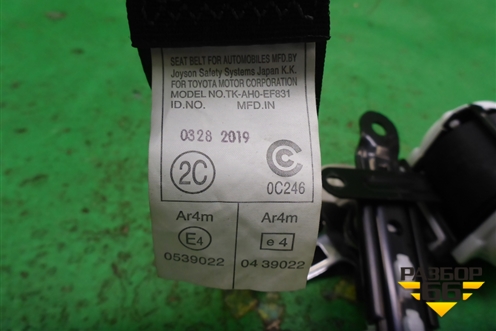 SEAT BELT FOR AUTOMOBILES MFD.BY
Joyson Safety Systems Japan K.K.
FOR TOYOTA MOTOR CORPORATION
MODEL NO.TK-AH0-EF831
ID.NO. MFD.IN
0328 2019
2C
C
0C246
Ar4m Ar4m
E4 e4
0539022 04 39022
РАЗБОР
66